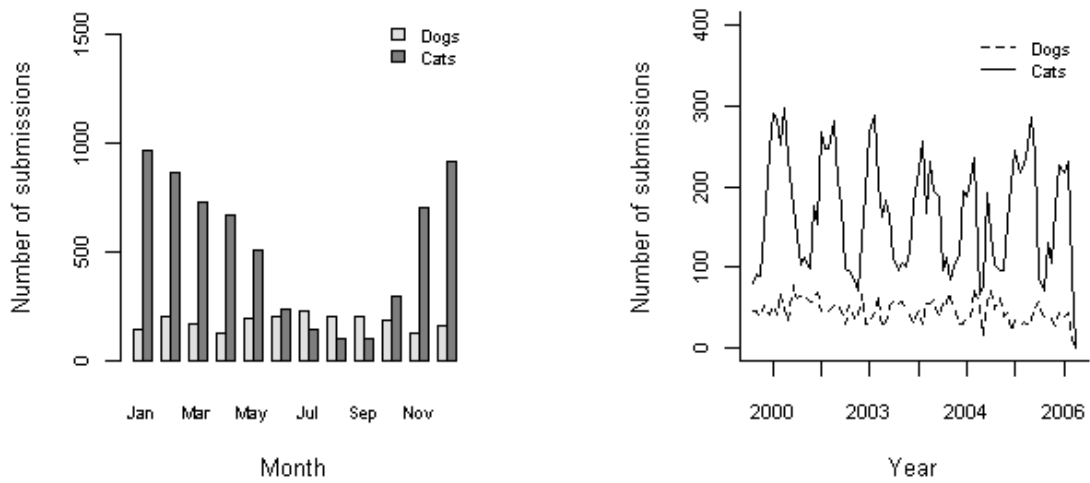 Number of submissions
1500
1000
500
0
Dogs
Cats
Jan Mar May Jul Sep Nov
Month
Number of submissions
400
300
200
100
0
Dogs
Cats
2000 2003 2004 2006
Year